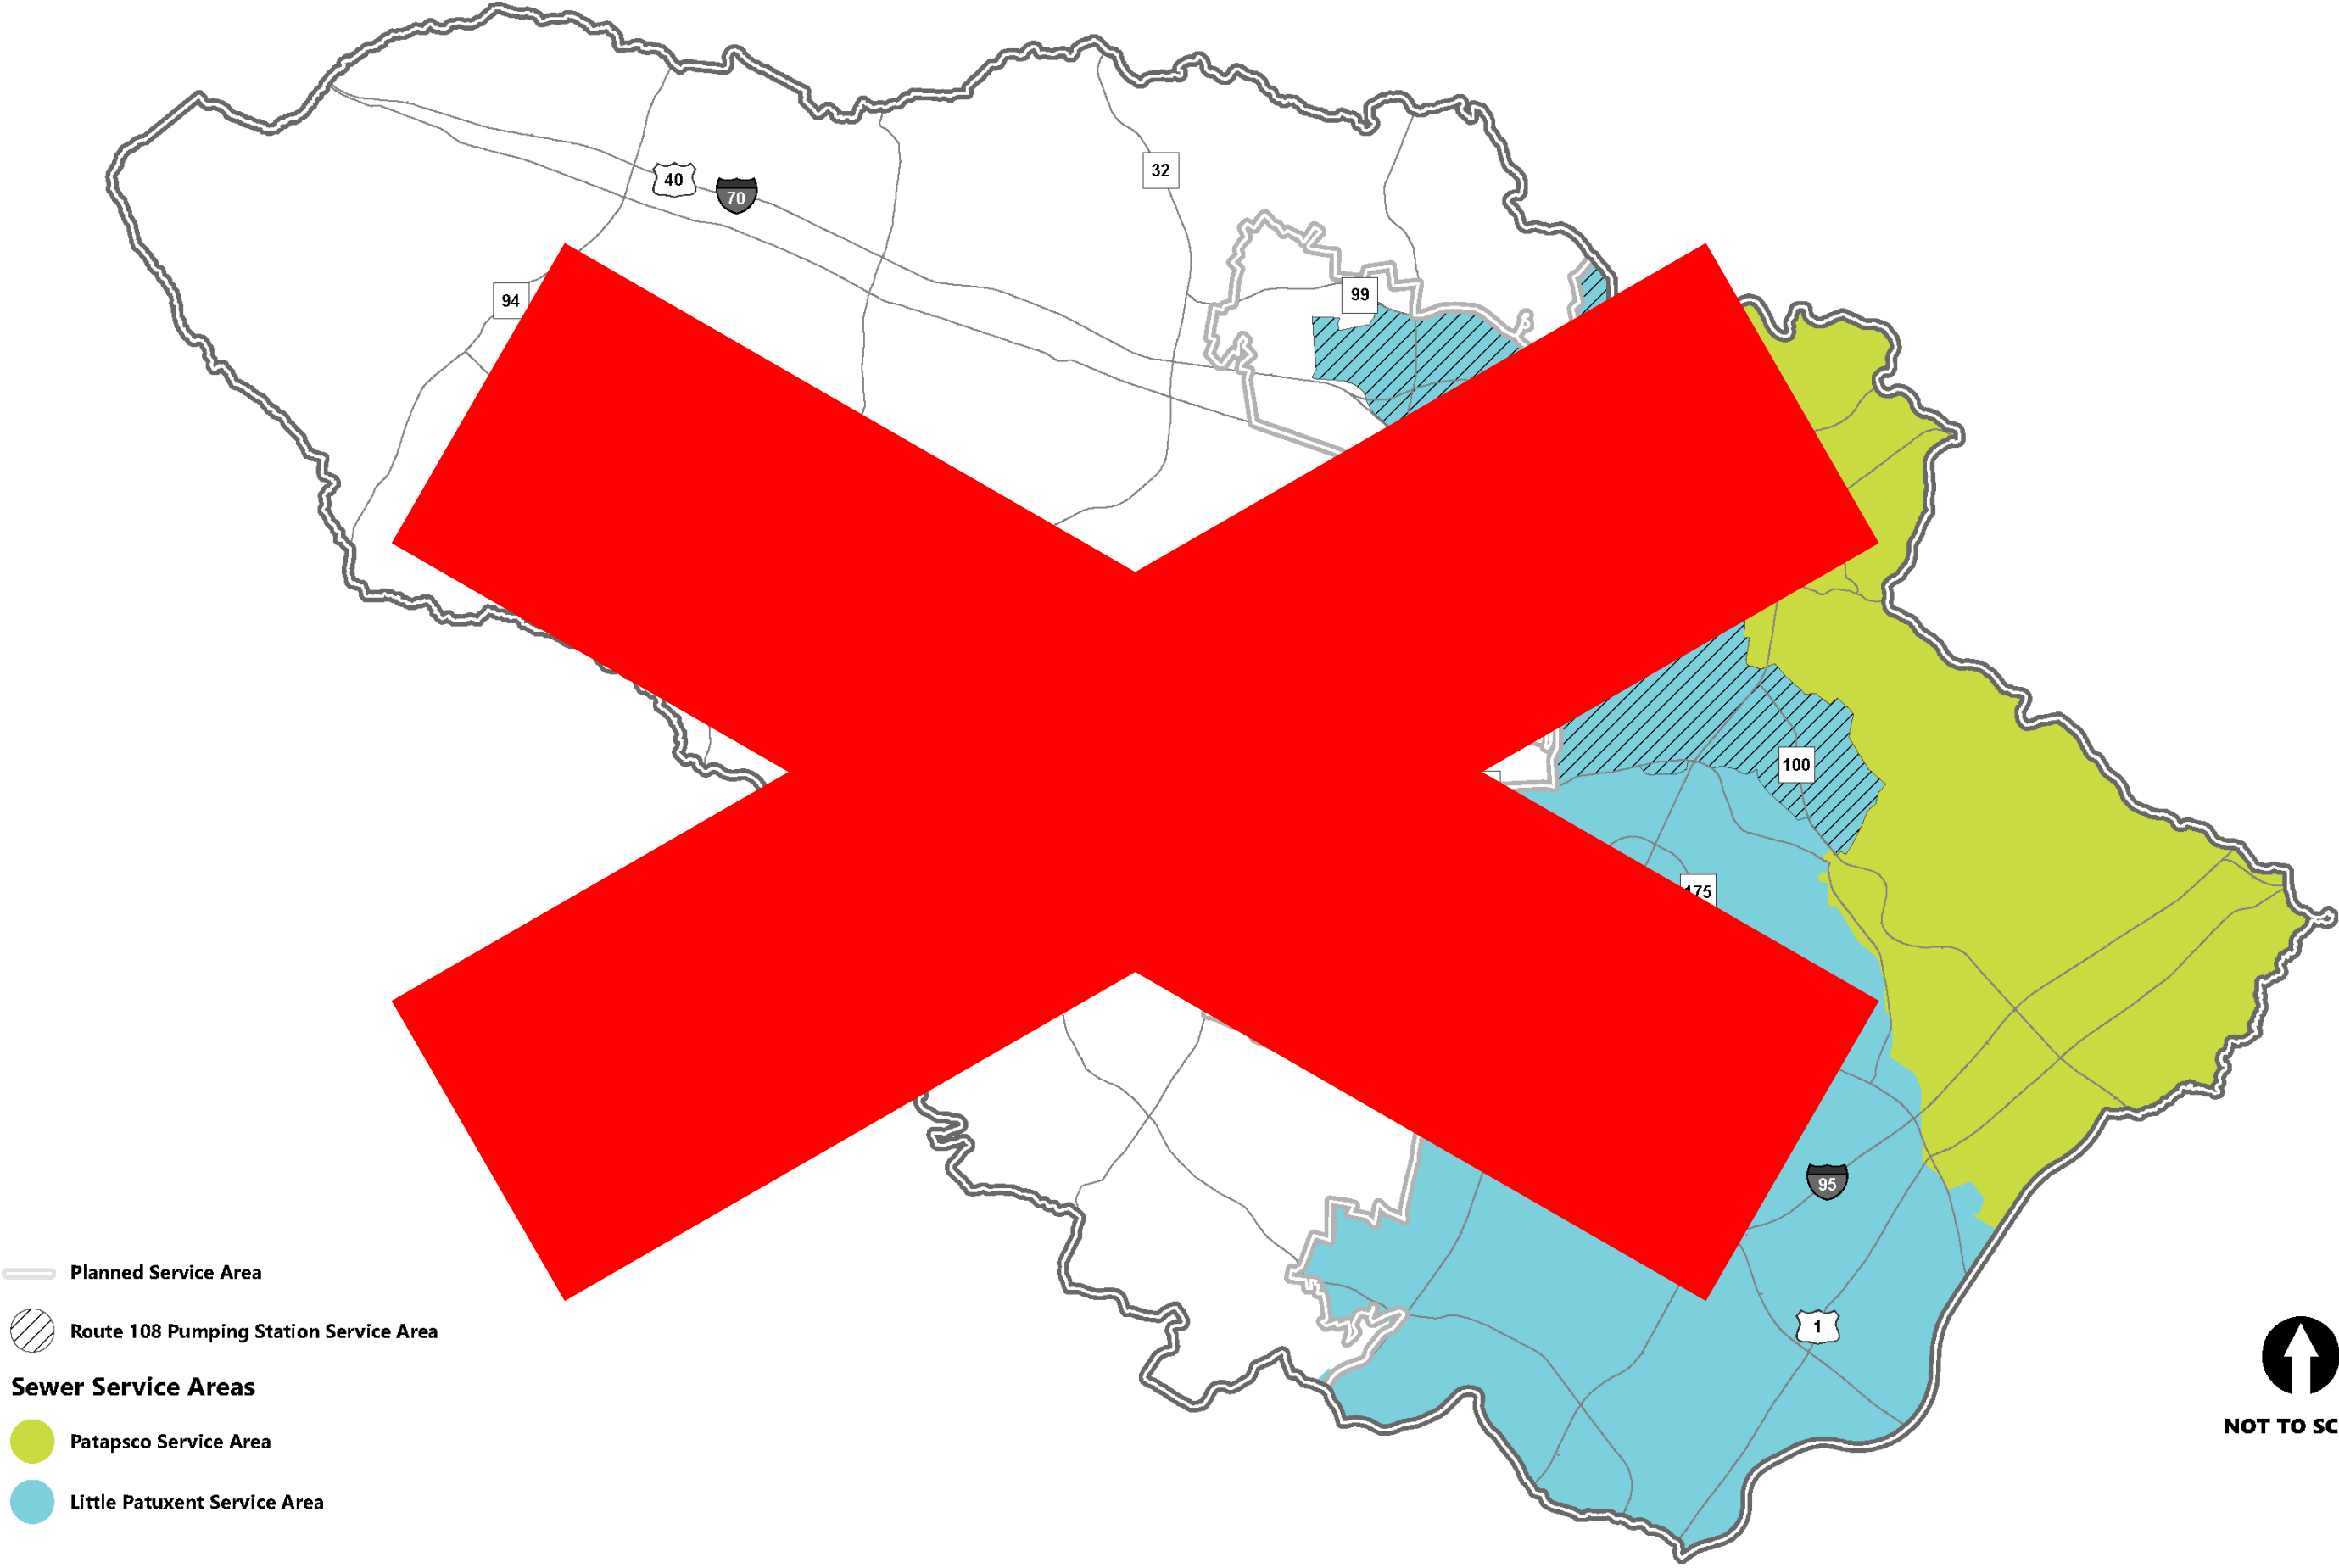 40
70
32
94
99
100
175
95
1
Planned Service Area
Route 108 Pumping Station Service Area
Sewer Service Areas
Patapsco Service Area
Little Patuxent Service Area
NOT TO SC